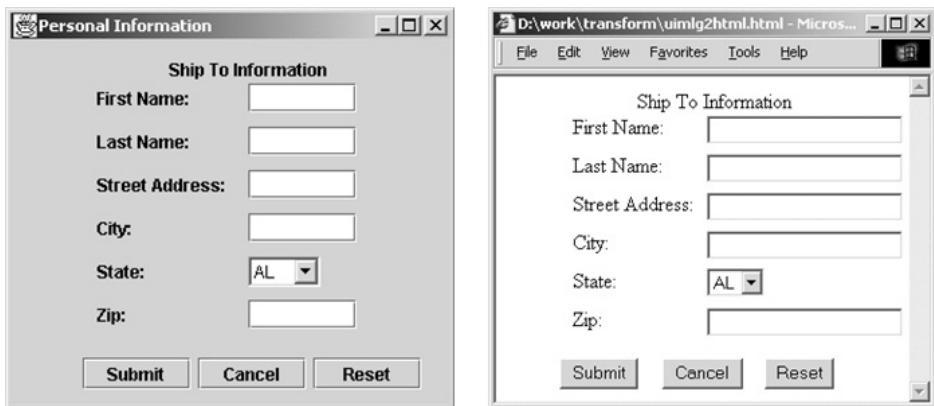 Personal Information
Ship To Information
First Name:
Last Name:
Street Address:
City:
State: AL
Zip:
Submit Cancel Reset
D:\work\transform\uimlg2html.html - Micros...
File Edit View Favorites Tools Help
Ship To Information
First Name:
Last Name:
Street Address:
City:
State: AL
Zip:
Submit Cancel Reset